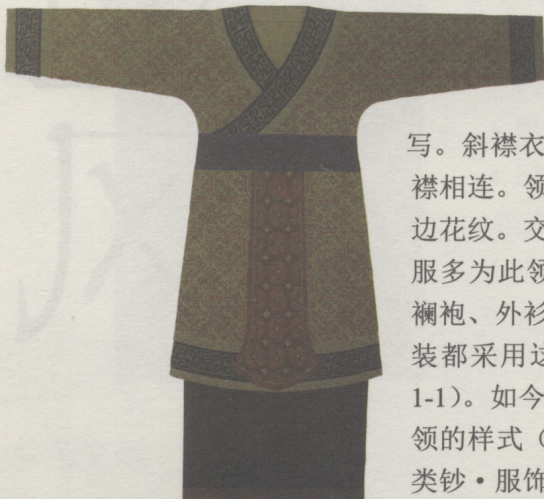 写。斜襟衣
襟相连。领
边花纹。交
服多为此领
襕袍、外衫
装都采用这
1-1）。如今
领的样式（
类钞·服饰